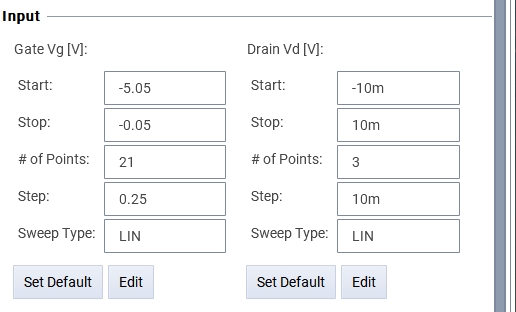 Input
Gate Vg [V]: Drain Vd [V]:
Start: -5.05 Start: -10m
Stop: -0.05 Stop: 10m
# of Points: 21 # of Points: 3
Step: 0.25 Step: 10m
Sweep Type: LIN Sweep Type: LIN
Set Default Edit Set Default Edit